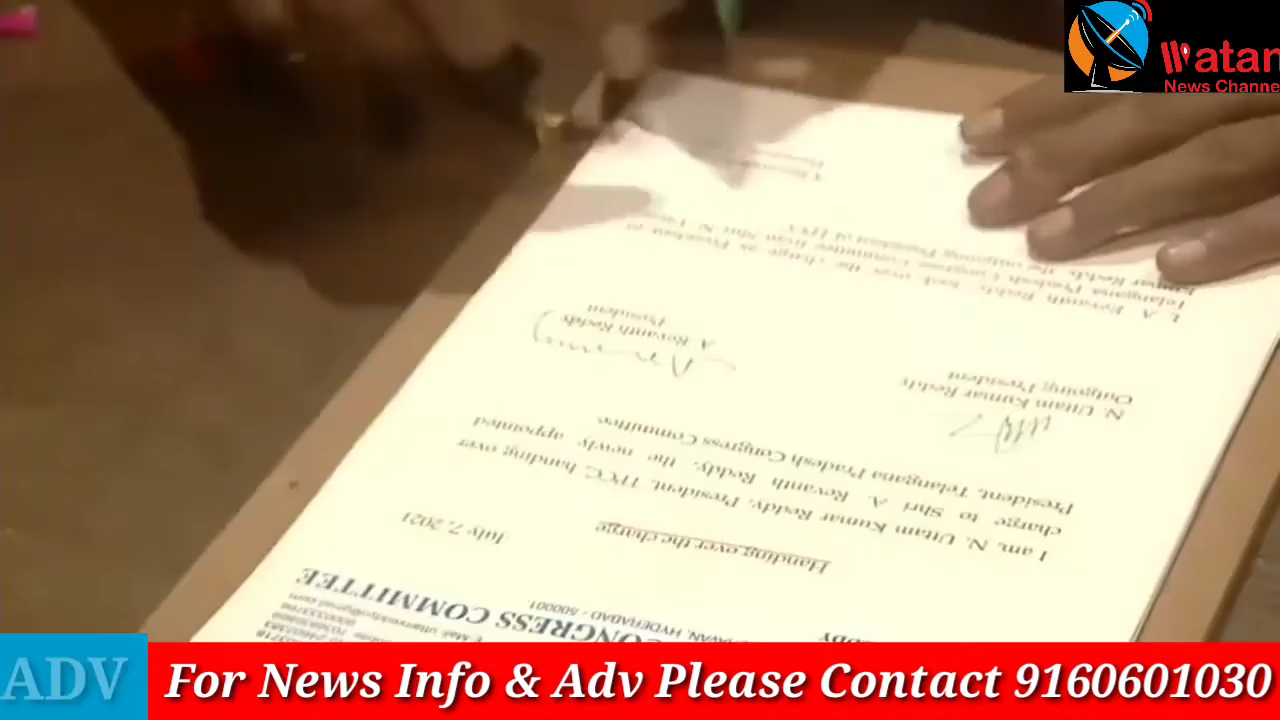 Watan
News Channe
CONGRESS COMMITTEE
HYDERABAD - 500001
July 7, 2021
Handing over the charge
I am, N. Uttam Kumar Reddy, President, TPCC, handing over
charge to Shri A. Revanth Reddy, the newly appointed
President, Telangana Pradesh Congress Committee.
N. Uttam Kumar Reddy
Outgoing President
A Revanth Reddy
President
I, A. Revanth Reddy, took over the charge as President of
Telangana Pradesh Congress Committee from Shri N.
Kumar Reddy, the outgoing President of TPCC.
ADV
For News Info & Adv Please Contact 9160601030